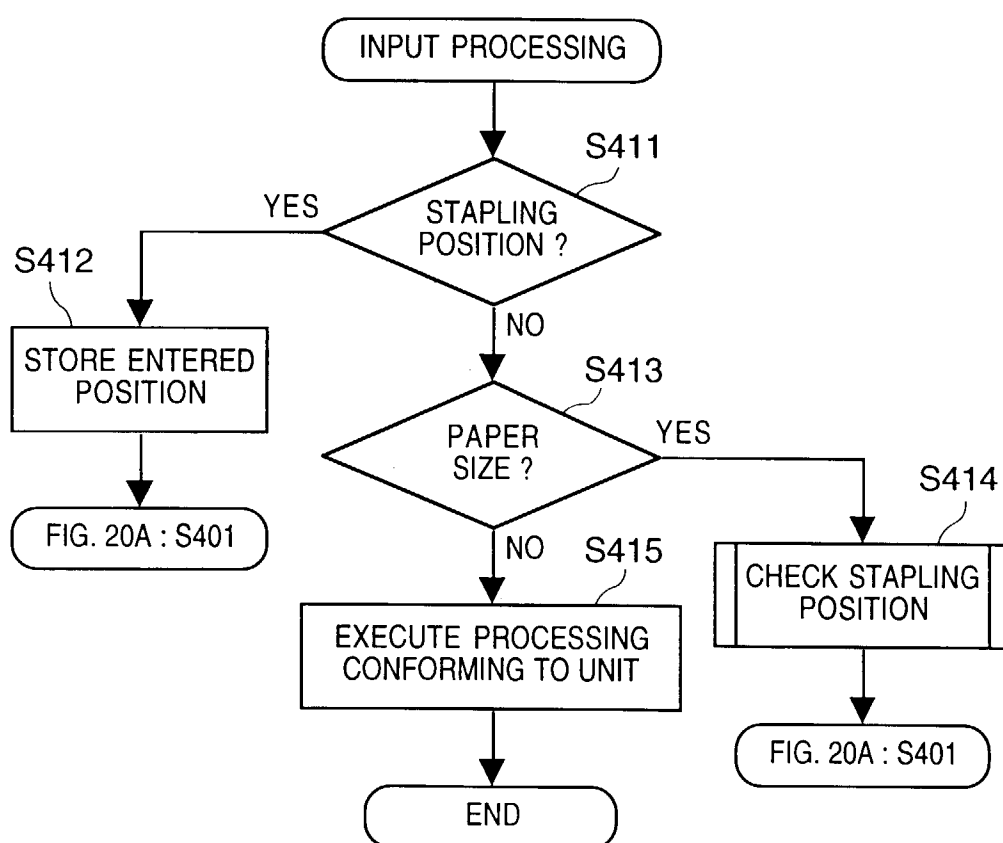 INPUT PROCESSING
S411
STAPLING
POSITION ?
YES
S412
STORE ENTERED
POSITION
FIG. 20A : S401
NO
S413
PAPER
SIZE ?
YES
S414
CHECK STAPLING
POSITION
FIG. 20A : S401
NO
S415
EXECUTE PROCESSING
CONFORMING TO UNIT
END